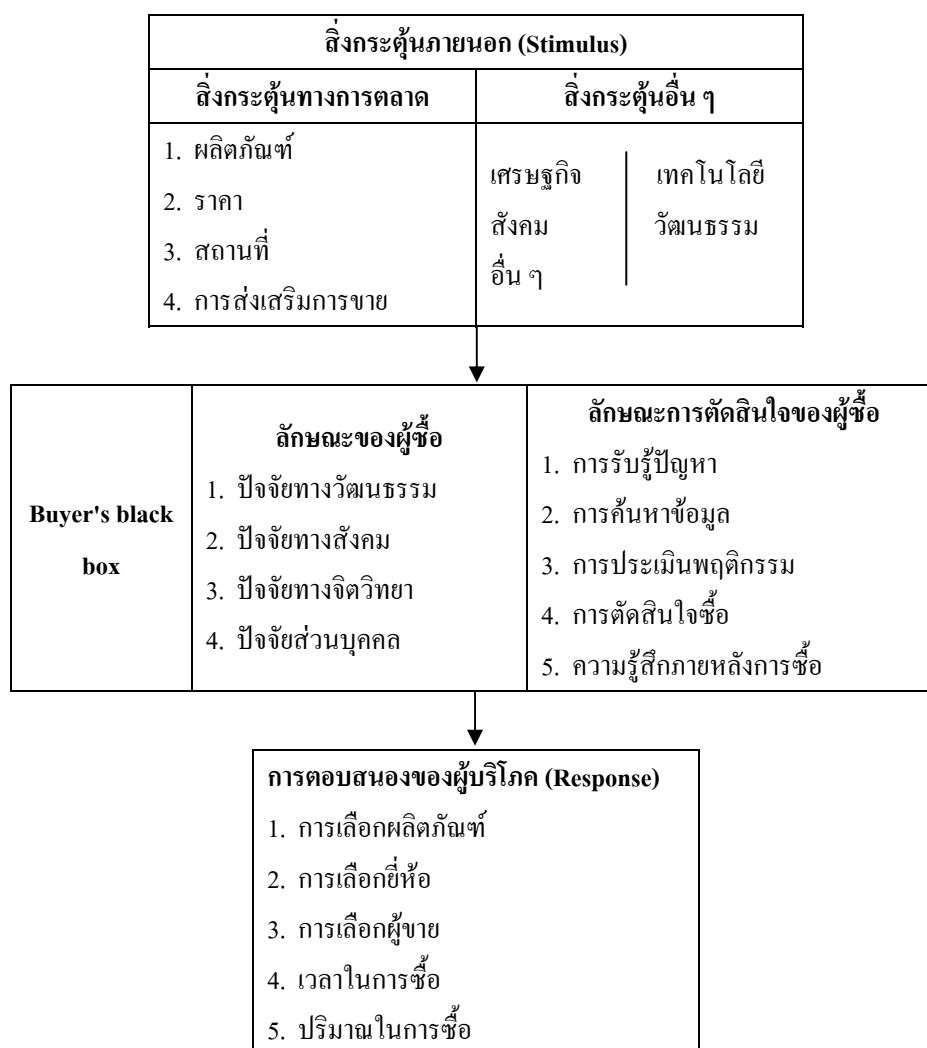 สิ่งกระตุ้นภายนอก (Stimulus)
สิ่งกระตุ้นทางการตลาด
1. ผลิตภัณฑ์
2. ราคา
3. สถานที่
4. การส่งเสริมการขาย
สิ่งกระตุ้นอื่น ๆ
เศรษฐกิจ
สังคม
อื่น ๆ
เทคโนโลยี
วัฒนธรรม
Buyer's black
box
ลักษณะของผู้ซื้อ
1. ปัจจัยทางวัฒนธรรม
2. ปัจจัยทางสังคม
3. ปัจจัยทางจิตวิทยา
4. ปัจจัยส่วนบุคคล
ลักษณะการตัดสินใจของผู้ซื้อ
1. การรับรู้ปัญหา
2. การค้นหาข้อมูล
3. การประเมินพฤติกรรม
4. การตัดสินใจซื้อ
5. ความรู้สึกภายหลังการซื้อ
การตอบสนองของผู้บริโภค (Response)
1. การเลือกผลิตภัณฑ์
2. การเลือกยี่ห้อ
3. การเลือกผู้ขาย
4. เวลาในการซื้อ
5. ปริมาณในการซื้อ